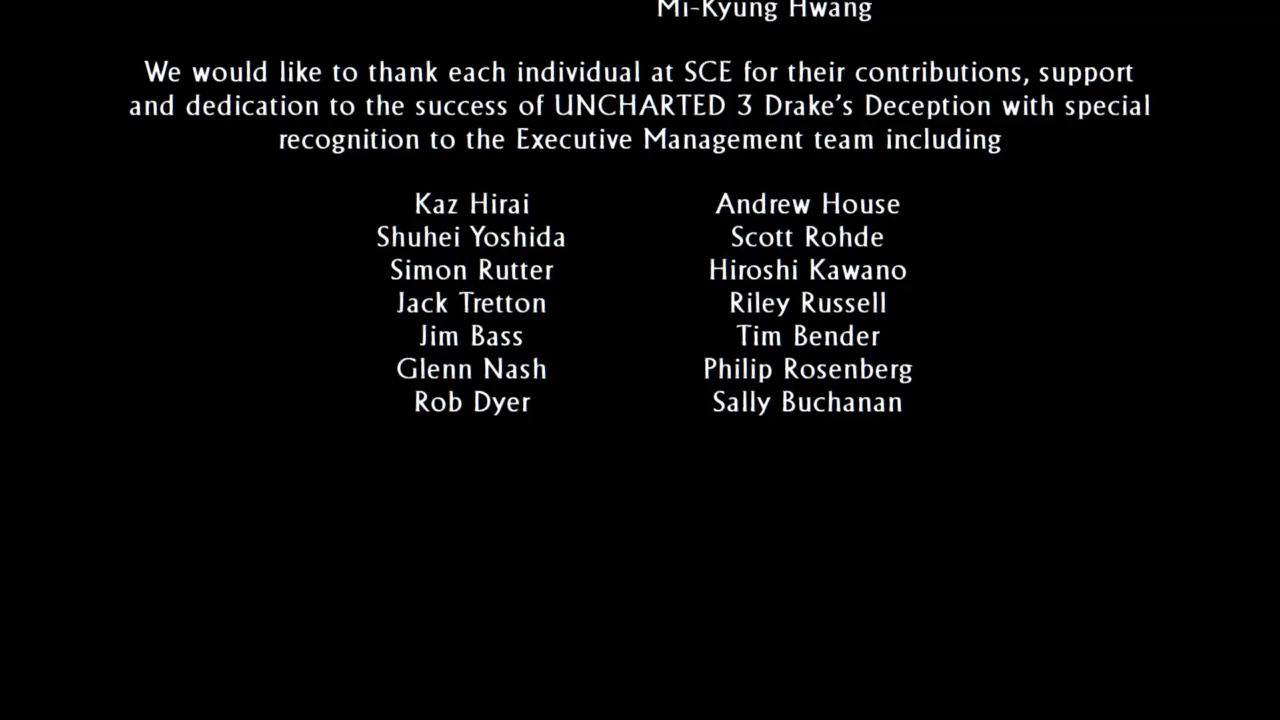 Mi-Kyung Hwang
We would like to thank each individual at SCE for their contributions, support
and dedication to the success of UNCHARTED 3 Drake's Deception with special
recognition to the Executive Management team including
Kaz Hirai Andrew House
Shuhei Yoshida Scott Rohde
Simon Rutter Hiroshi Kawano
Jack Tretton Riley Russell
Jim Bass Tim Bender
Glenn Nash Philip Rosenberg
Rob Dyer Sally Buchanan